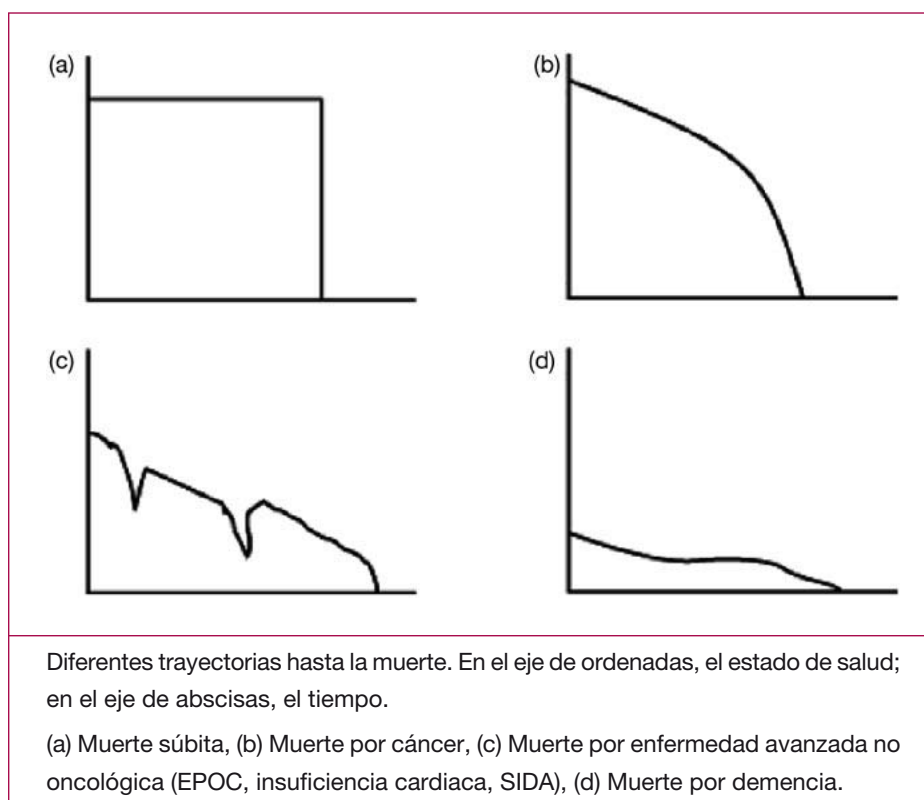 (a)
(b)
(c)
(d)
Diferentes trayectorias hasta la muerte. En el eje de ordenadas, el estado de salud;
en el eje de abscisas, el tiempo.
(a) Muerte súbita, (b) Muerte por cáncer, (c) Muerte por enfermedad avanzada no
oncológica (EPOC, insuficiencia cardiaca, SIDA), (d) Muerte por demencia.